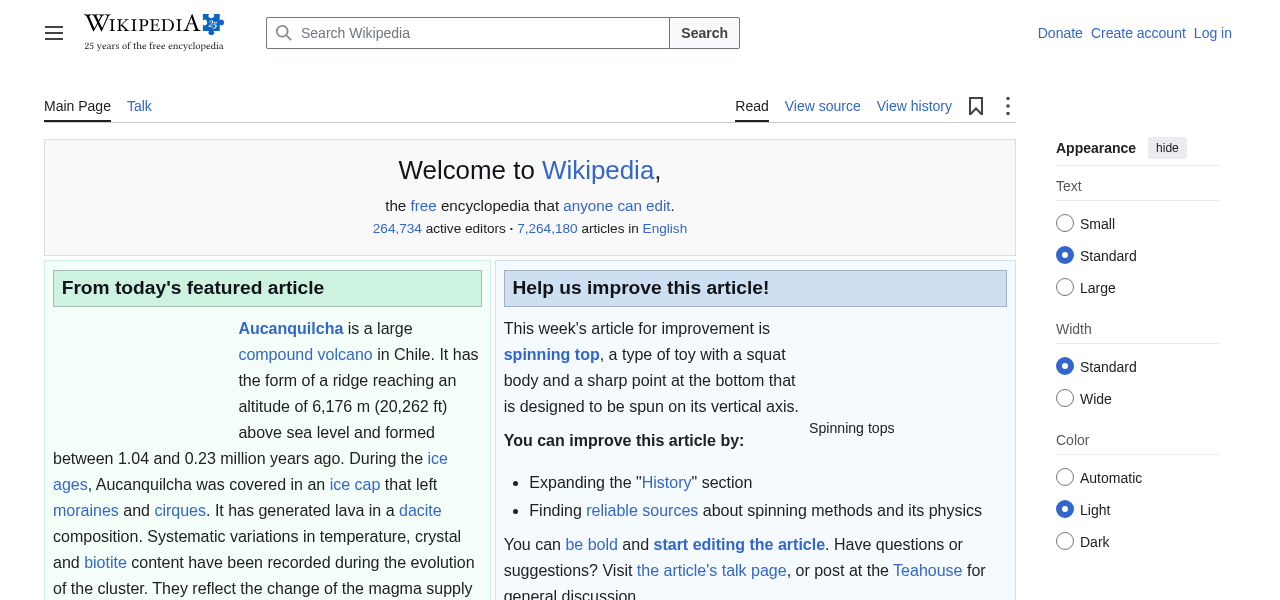 WIKIPEDIA 25
25 years of the free encyclopedia
Search Wikipedia
Search
Donate Create account Log in
Main Page Talk
Read View source View history
Welcome to Wikipedia,
the free encyclopedia that anyone can edit.
264,734 active editors · 7,264,180 articles in English
From today's featured article
Aucanquilcha is a large
compound volcano in Chile. It has
the form of a ridge reaching an
altitude of 6,176 m (20,262 ft)
above sea level and formed
between 1.04 and 0.23 million years ago. During the ice
ages, Aucanquilcha was covered in an ice cap that left
moraines and cirques. It has generated lava in a dacite
composition. Systematic variations in temperature, crystal
and biotite content have been recorded during the evolution
of the cluster. They reflect the change of the magma supply
Help us improve this article!
This week's article for improvement is
spinning top, a type of toy with a squat
body and a sharp point at the bottom that
is designed to be spun on its vertical axis.
Spinning tops
You can improve this article by:
• Expanding the "History" section
• Finding reliable sources about spinning methods and its physics
You can be bold and start editing the article. Have questions or
suggestions? Visit the article's talk page, or post at the Teahouse for
general discussion.
Appearance hide
Text
Small
Standard
Large
Width
Standard
Wide
Color
Automatic
Light
Dark